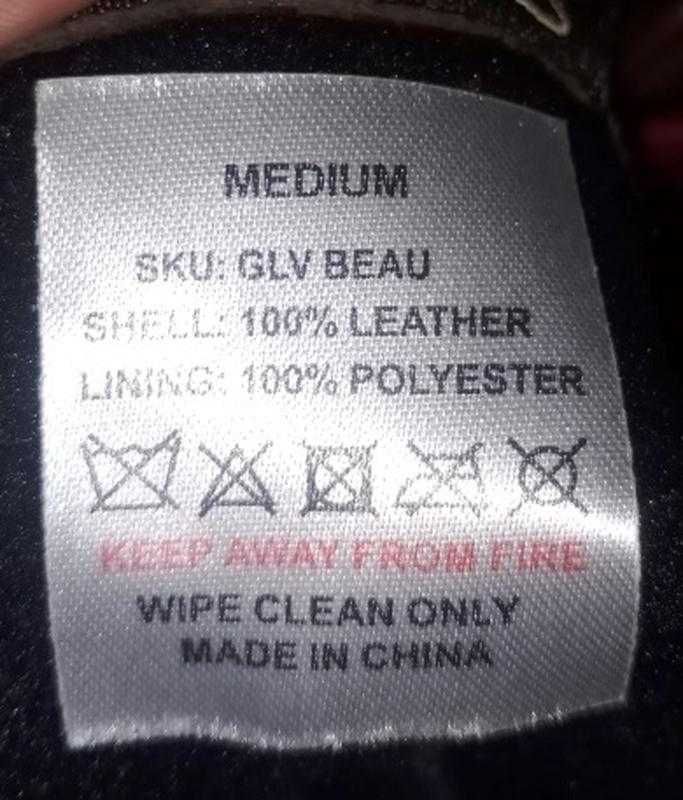 MEDIUM
SKU: GLV BEAU
SHELL: 100% LEATHER
LINING: 100% POLYESTER
KEEP AWAY FROM FIRE
WIPE CLEAN ONLY
MADE IN CHINA